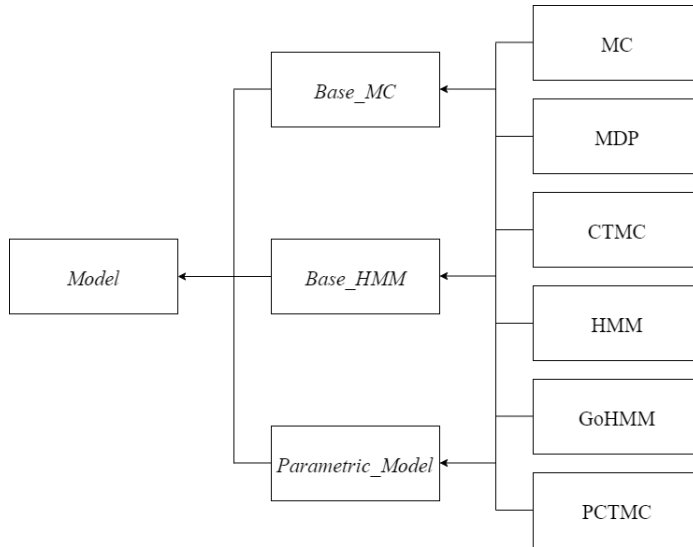 MC
Base_MC
MDP
CTMC
Model
Base_HMM
HMM
GoHMM
Parametric_Model
PCTMC